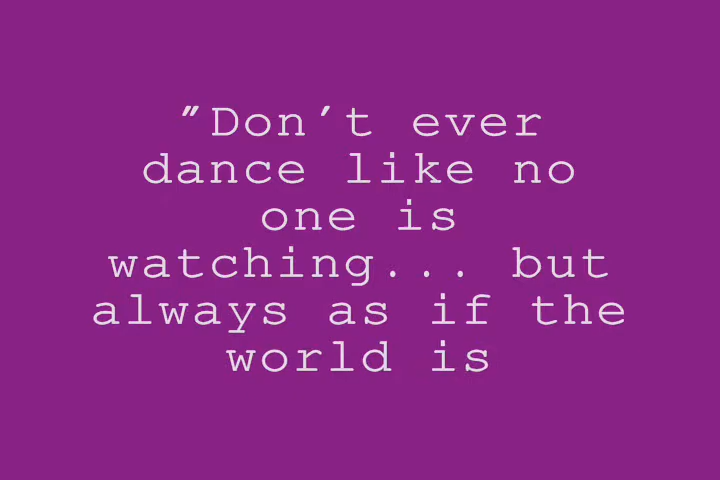 "Don't ever
dance like no
one is
watching... but
always as if the
world is